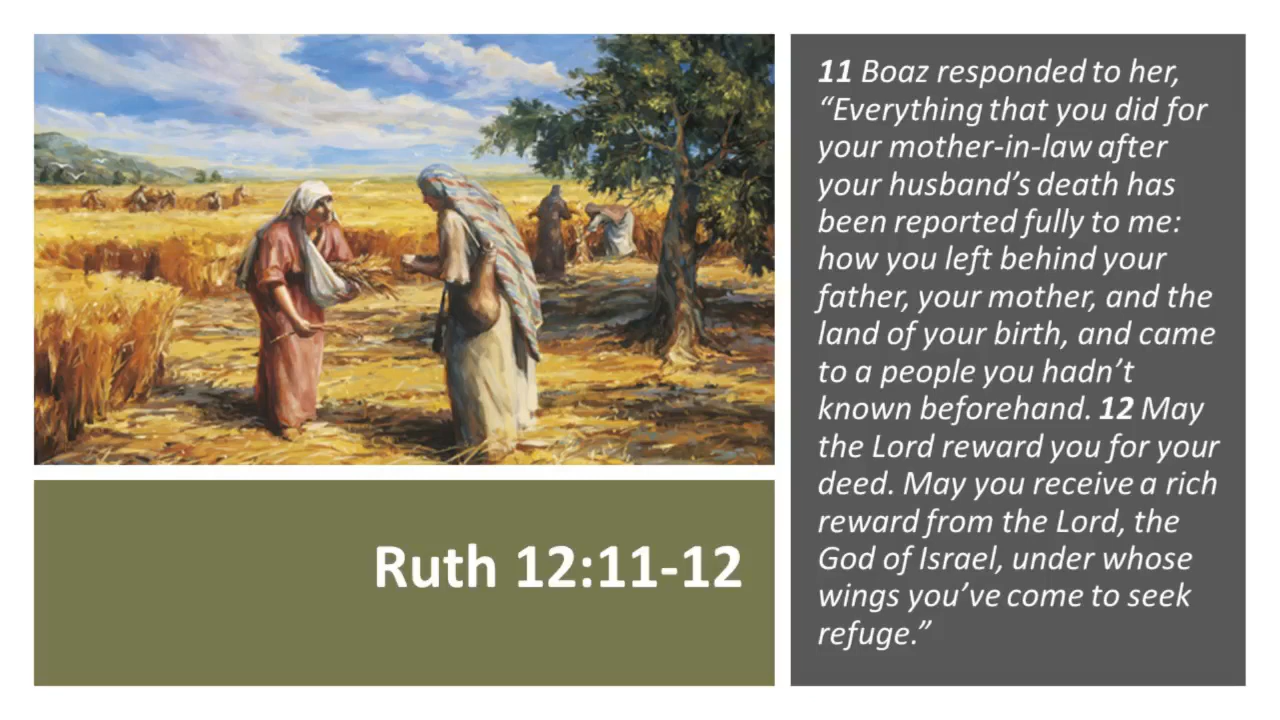 11 Boaz responded to her,
“Everything that you did for
your mother-in-law after
your husband’s death has
been reported fully to me:
how you left behind your
father, your mother, and the
land of your birth, and came
to a people you hadn’t
known beforehand. 12 May
the Lord reward you for your
deed. May you receive a rich
reward from the Lord, the
God of Israel, under whose
wings you’ve come to seek
refuge.”
Ruth 12:11-12